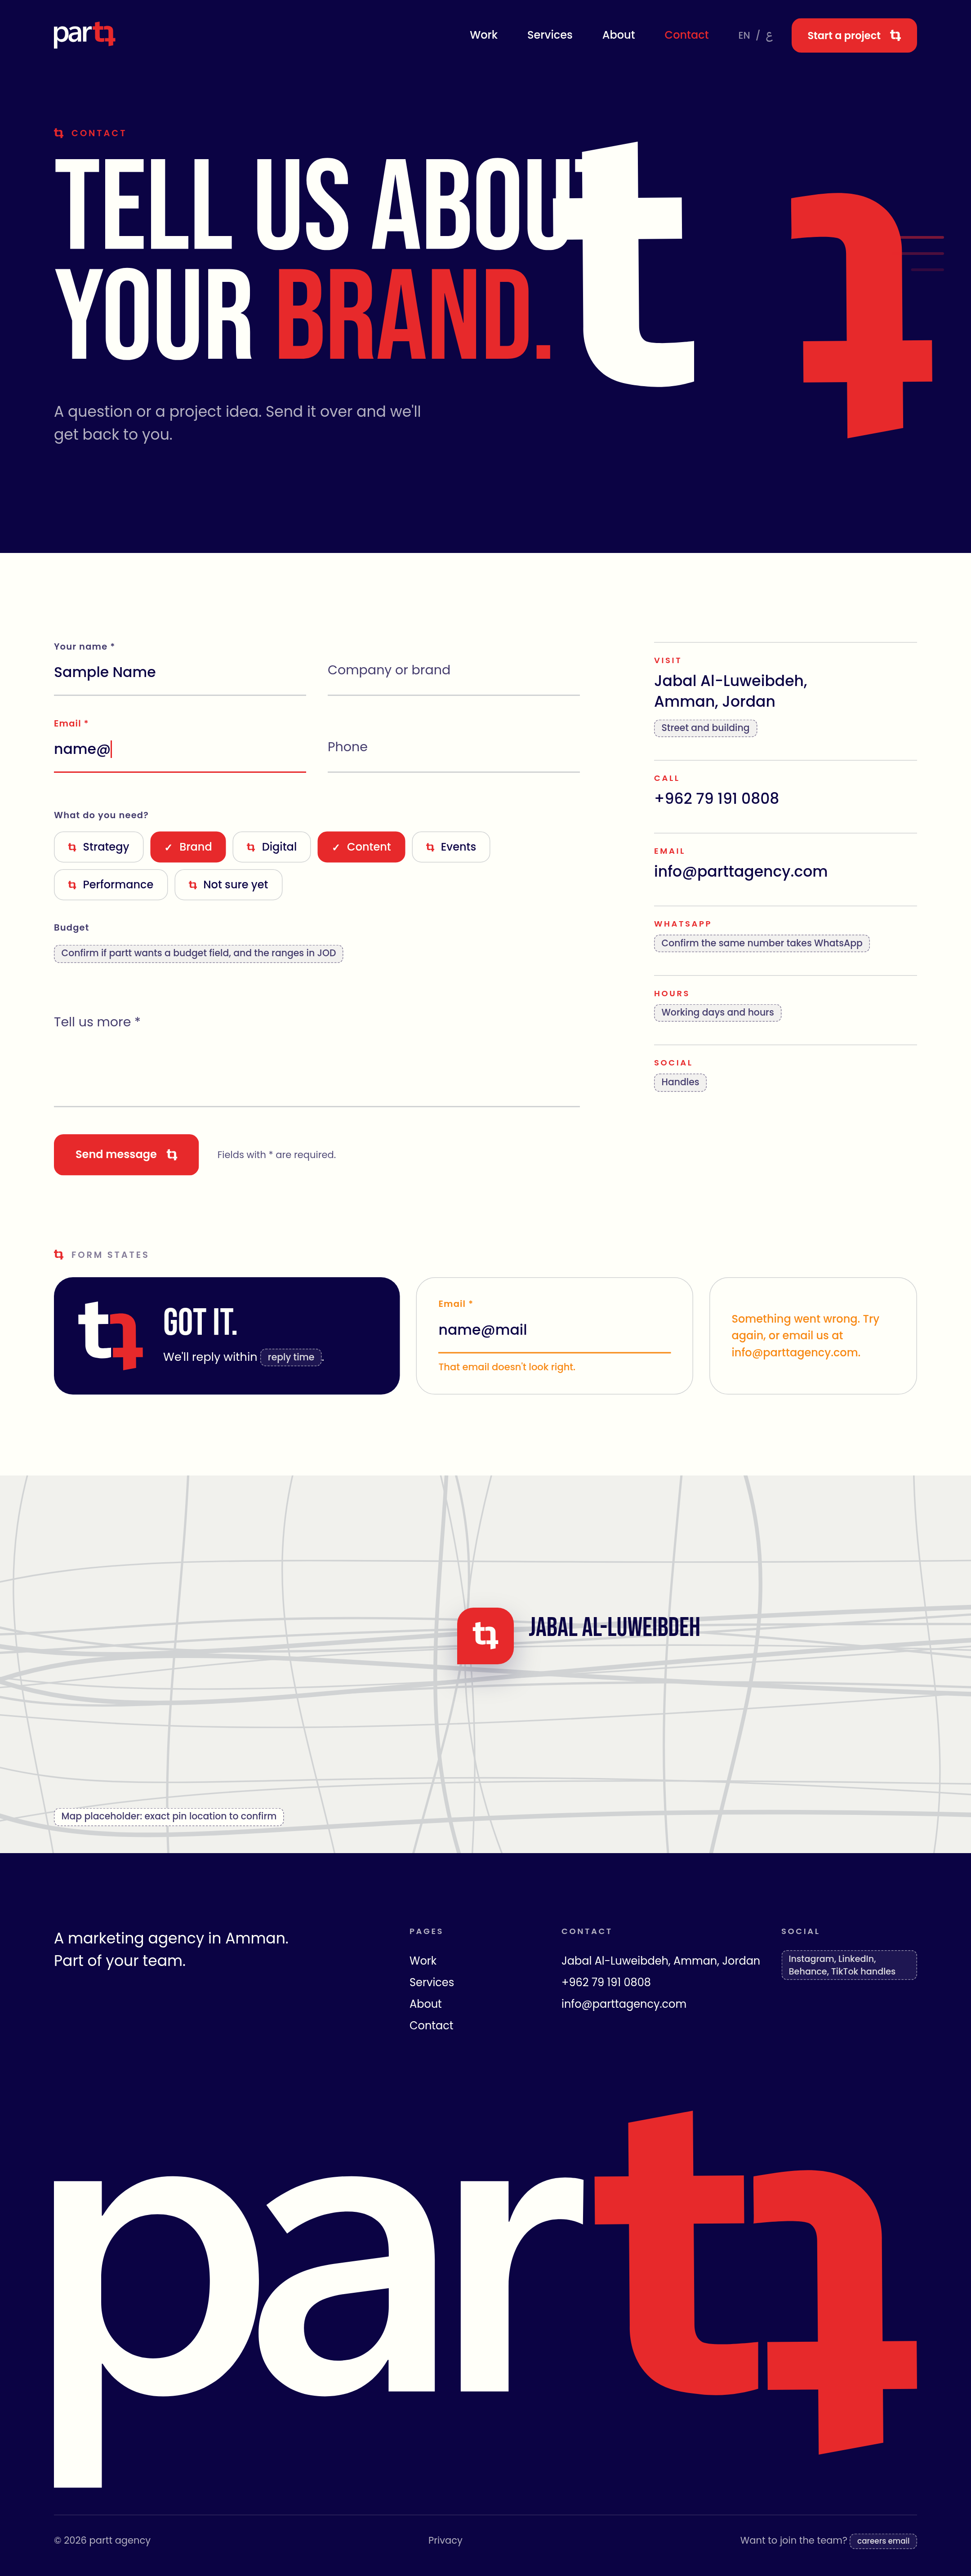 partt
Work
Services
About
Contact
EN / ع
Start a project
CONTACT
TELL US ABOUT
YOUR BRAND.
t t
A question or a project idea. Send it over and we'll
get back to you.
Your name *
Sample Name
Company or brand
Email *
name@
Phone
What do you need?
Strategy
✓ Brand
Digital
✓ Content
Events
Performance
Not sure yet
Budget
Confirm if partt wants a budget field, and the ranges in JOD
Tell us more *
Send message
Fields with * are required.
VISIT
Jabal Al-Luweibdeh,
Amman, Jordan
Street and building
CALL
+962 79 191 0808
EMAIL
info@parttagency.com
WHATSAPP
Confirm the same number takes WhatsApp
HOURS
Working days and hours
SOCIAL
Handles
FORM STATES
GOT IT.
We'll reply within reply time.
Email *
name@mail
That email doesn't look right.
Something went wrong. Try
again, or email us at
info@parttagency.com.
JABAL AL-LUWEIBDEH
Map placeholder: exact pin location to confirm
A marketing agency in Amman.
Part of your team.
PAGES
Work
Services
About
Contact
CONTACT
Jabal Al-Luweibdeh, Amman, Jordan
+962 79 191 0808
info@parttagency.com
SOCIAL
Instagram, LinkedIn,
Behance, TikTok handles
partt
© 2026 partt agency
Privacy
Want to join the team? careers email